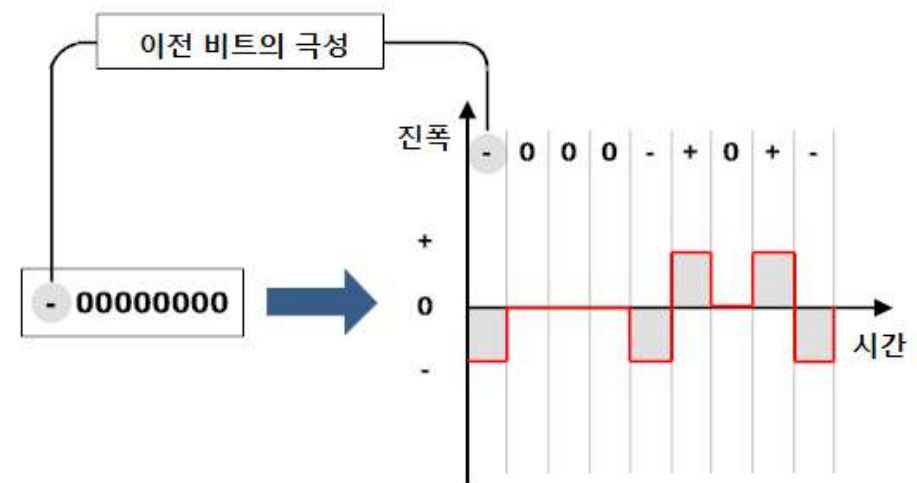 이전 비트의 극성
진폭
- 0 0 0 - + 0 + -
+
- 00000000
0
시간
-